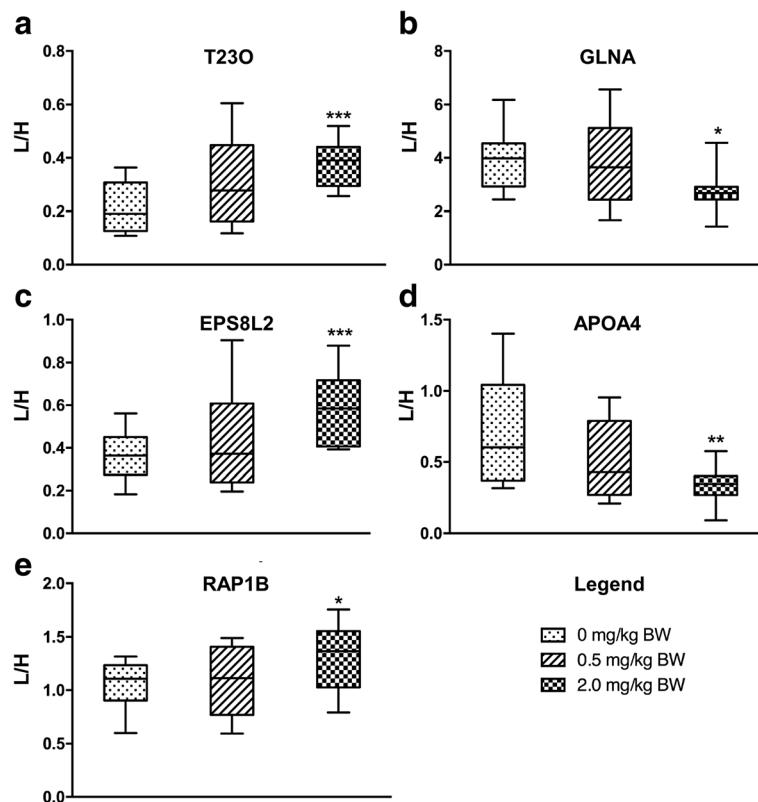 a
T23O
L/H
0.8
0.6
0.4
0.2
0.0
***
b
GLNA
L/H
8
6
4
2
0
*
c
EPS8L2
L/H
1.0
0.8
0.6
0.4
0.2
0.0
***
d
APOA4
L/H
1.5
1.0
0.5
0.0
**
e
RAP1B
L/H
2.0
1.5
1.0
0.5
0.0
*
Legend
0 mg/kg BW
0.5 mg/kg BW
2.0 mg/kg BW